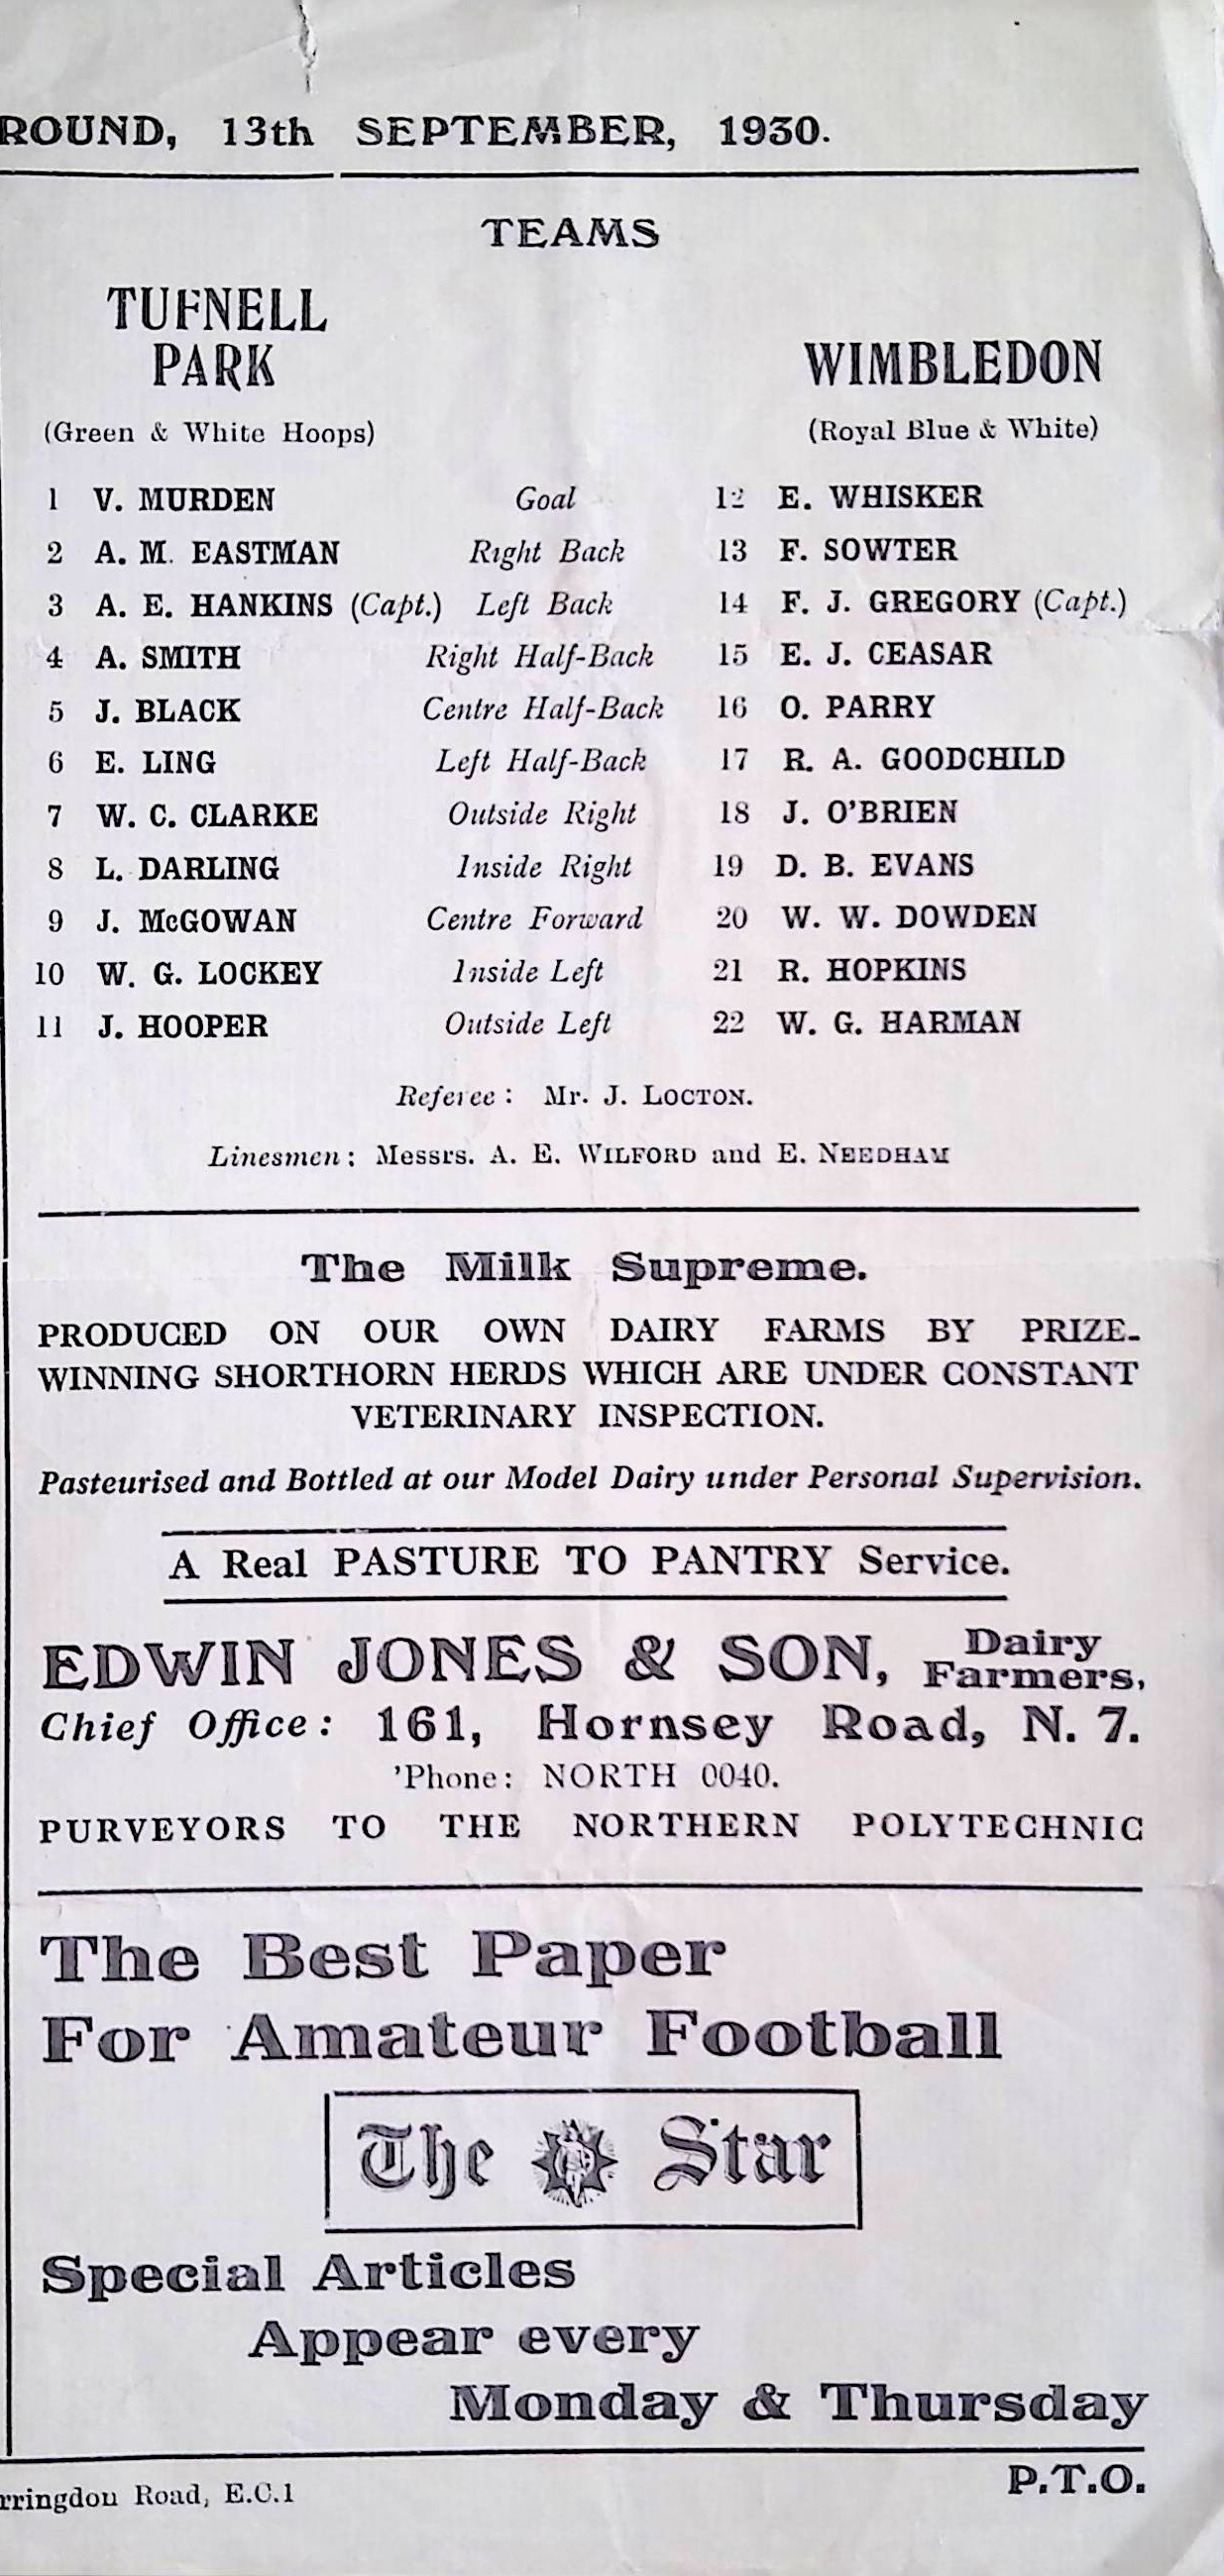 ROUND, 13th SEPTEMBER, 1930.
TEAMS
TUFNELL
PARK
WIMBLEDON
(Green & White Hoops)
(Royal Blue & White)
1 V. MURDEN Goal 12 E. WHISKER
2 A. M. EASTMAN Right Back 13 F. SOWTER
3 A. E. HANKINS (Capt.) Left Back 14 F. J. GREGORY (Capt.)
4 A. SMITH Right Half-Back 15 E. J. CEASAR
5 J. BLACK Centre Half-Back 16 O. PARRY
6 E. LING Left Half-Back 17 R. A. GOODCHILD
7 W. C. CLARKE Outside Right 18 J. O'BRIEN
8 L. DARLING Inside Right 19 D. B. EVANS
9 J. McGOWAN Centre Forward 20 W. W. DOWDEN
10 W. G. LOCKEY Inside Left 21 R. HOPKINS
11 J. HOOPER Outside Left 22 W. G. HARMAN
Referee: Mr. J. LOCTON.
Linesmen: Messrs. A. E. WILFORD and E. NEEDHAM
The Milk Supreme.
PRODUCED ON OUR OWN DAIRY FARMS BY PRIZE-
WINNING SHORTHORN HERDS WHICH ARE UNDER CONSTANT
VETERINARY INSPECTION.
Pasteurised and Bottled at our Model Dairy under Personal Supervision.
A Real PASTURE TO PANTRY Service.
EDWIN JONES & SON, Dairy Farmers,
Chief Office: 161, Hornsey Road, N. 7.
'Phone: NORTH 0040.
PURVEYORS TO THE NORTHERN POLYTECHNIC
The Best Paper
For Amateur Football
The Star
Special Articles
Appear every
Monday & Thursday
P.T.O.
rringdon Road, E.C.1